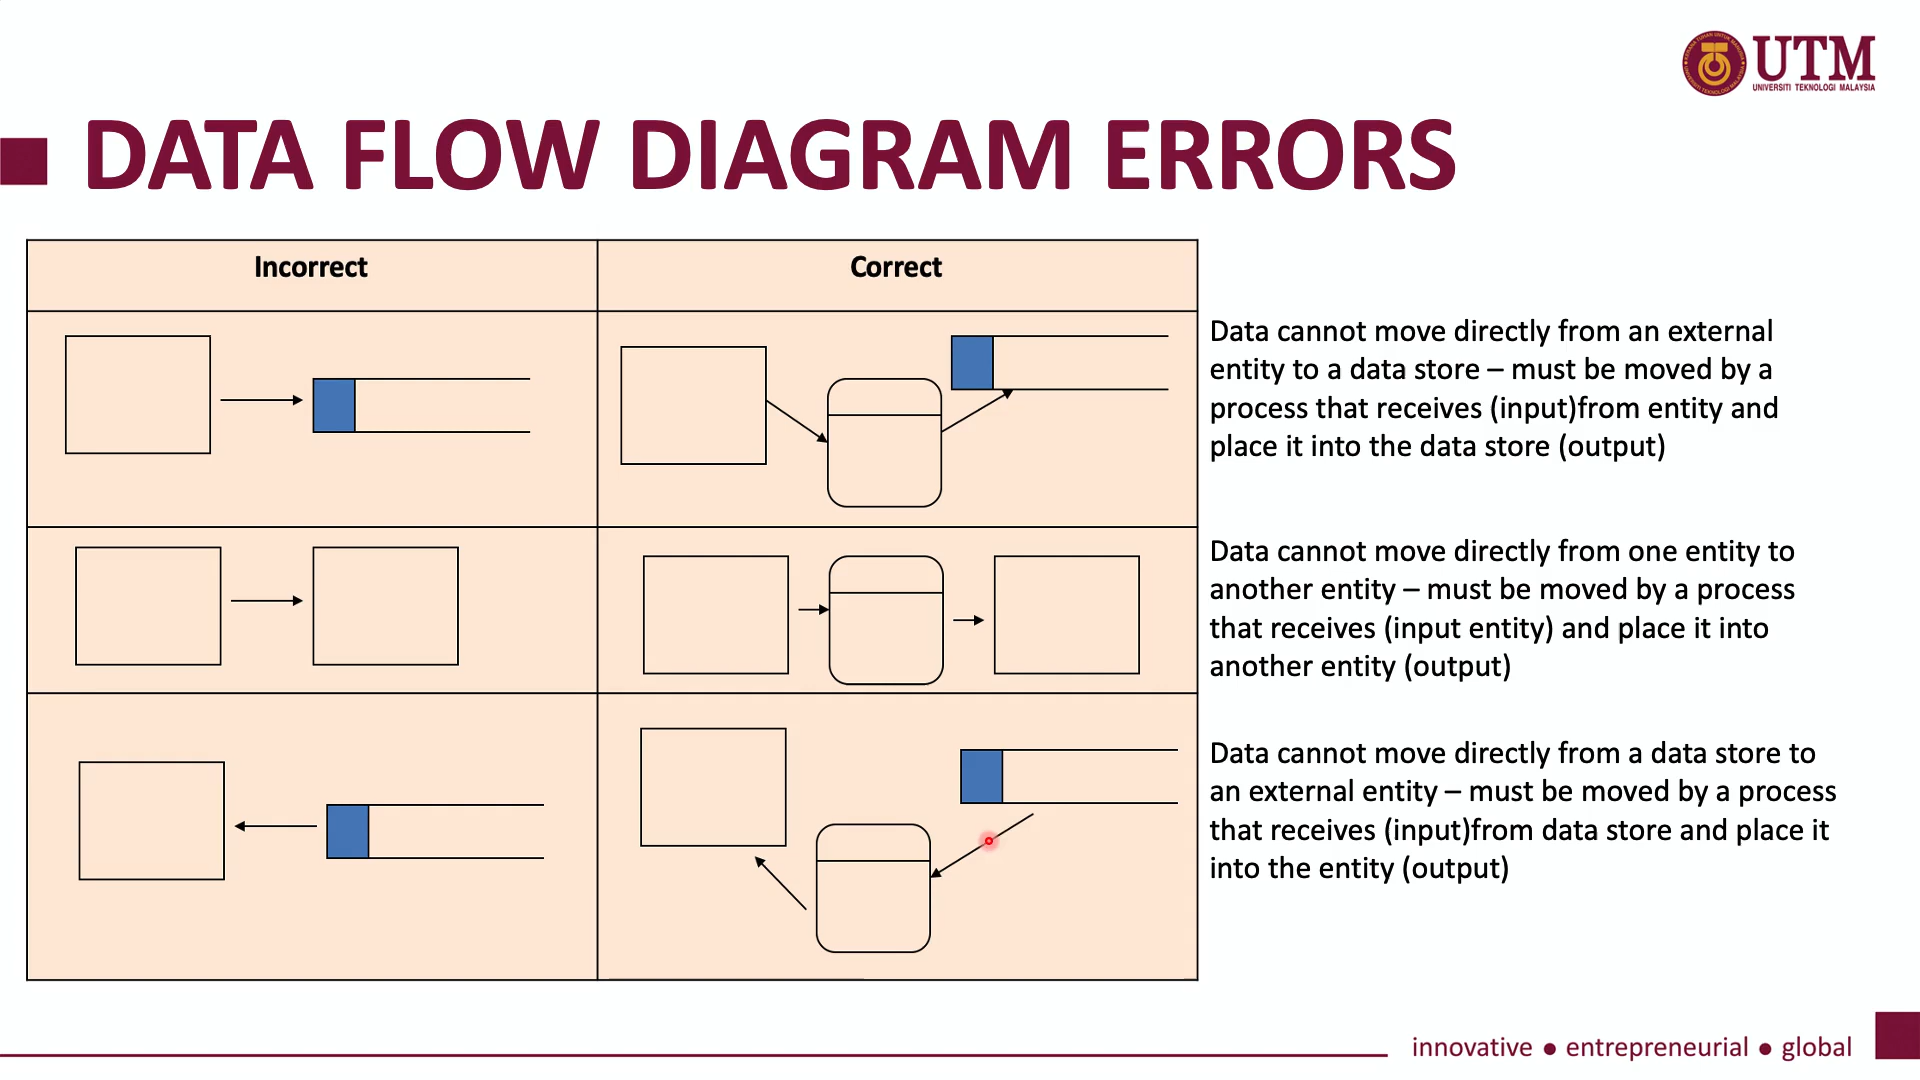 UTM
UNIVERSITI TEKNOLOGI MALAYSIA
DATA FLOW DIAGRAM ERRORS
Incorrect
Correct
Data cannot move directly from an external
entity to a data store – must be moved by a
process that receives (input)from entity and
place it into the data store (output)
Data cannot move directly from one entity to
another entity – must be moved by a process
that receives (input entity) and place it into
another entity (output)
Data cannot move directly from a data store to
an external entity – must be moved by a process
that receives (input)from data store and place it
into the entity (output)
innovative ● entrepreneurial ● global